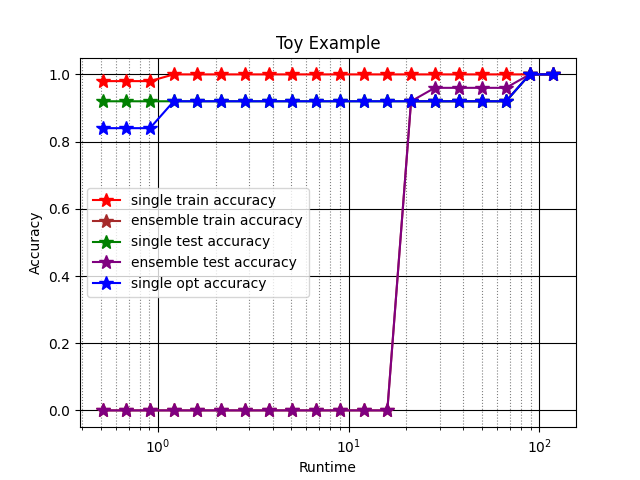 Toy Example
1.0
0.8
0.6
0.4
0.2
0.0
Accuracy
single train accuracy
ensemble train accuracy
single test accuracy
ensemble test accuracy
single opt accuracy
10⁰ 10¹ 10²
Runtime